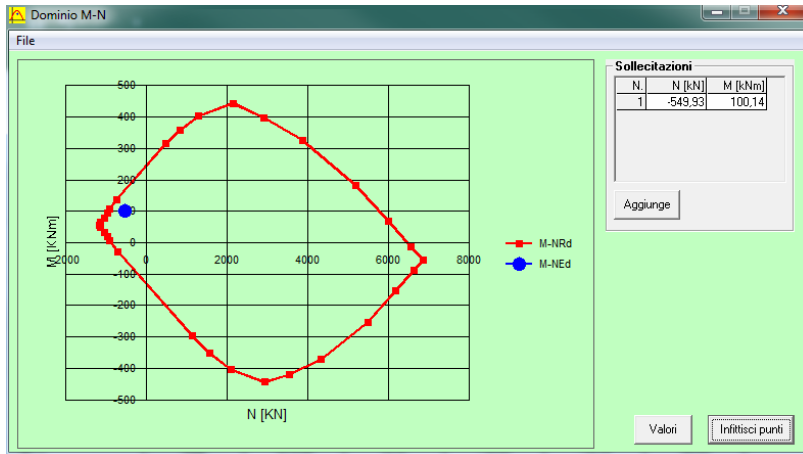 Dominio M-N
File
500
400
300
200
100
0
-100
-200
-300
-400
-500
-2000
0
2000
4000
6000
8000
M [KNm]
N [KN]
M-NRd
M-NEd
Sollecitazioni
N. N [kN] M [kNm]
1 -549,93 100,14
Aggiunge
Valori
Infittisci punti